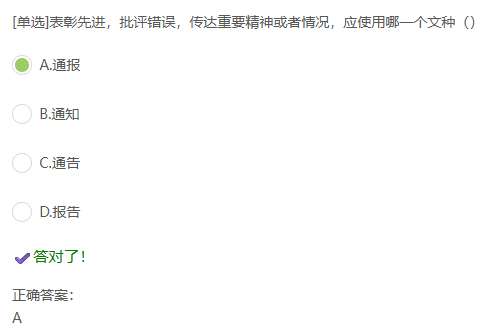 [单选]表彰先进，批评错误，传达重要精神或者情况，应使用哪一个文种（）
A.通报
B.通知
C.通告
D.报告
答对了！
正确答案：
A